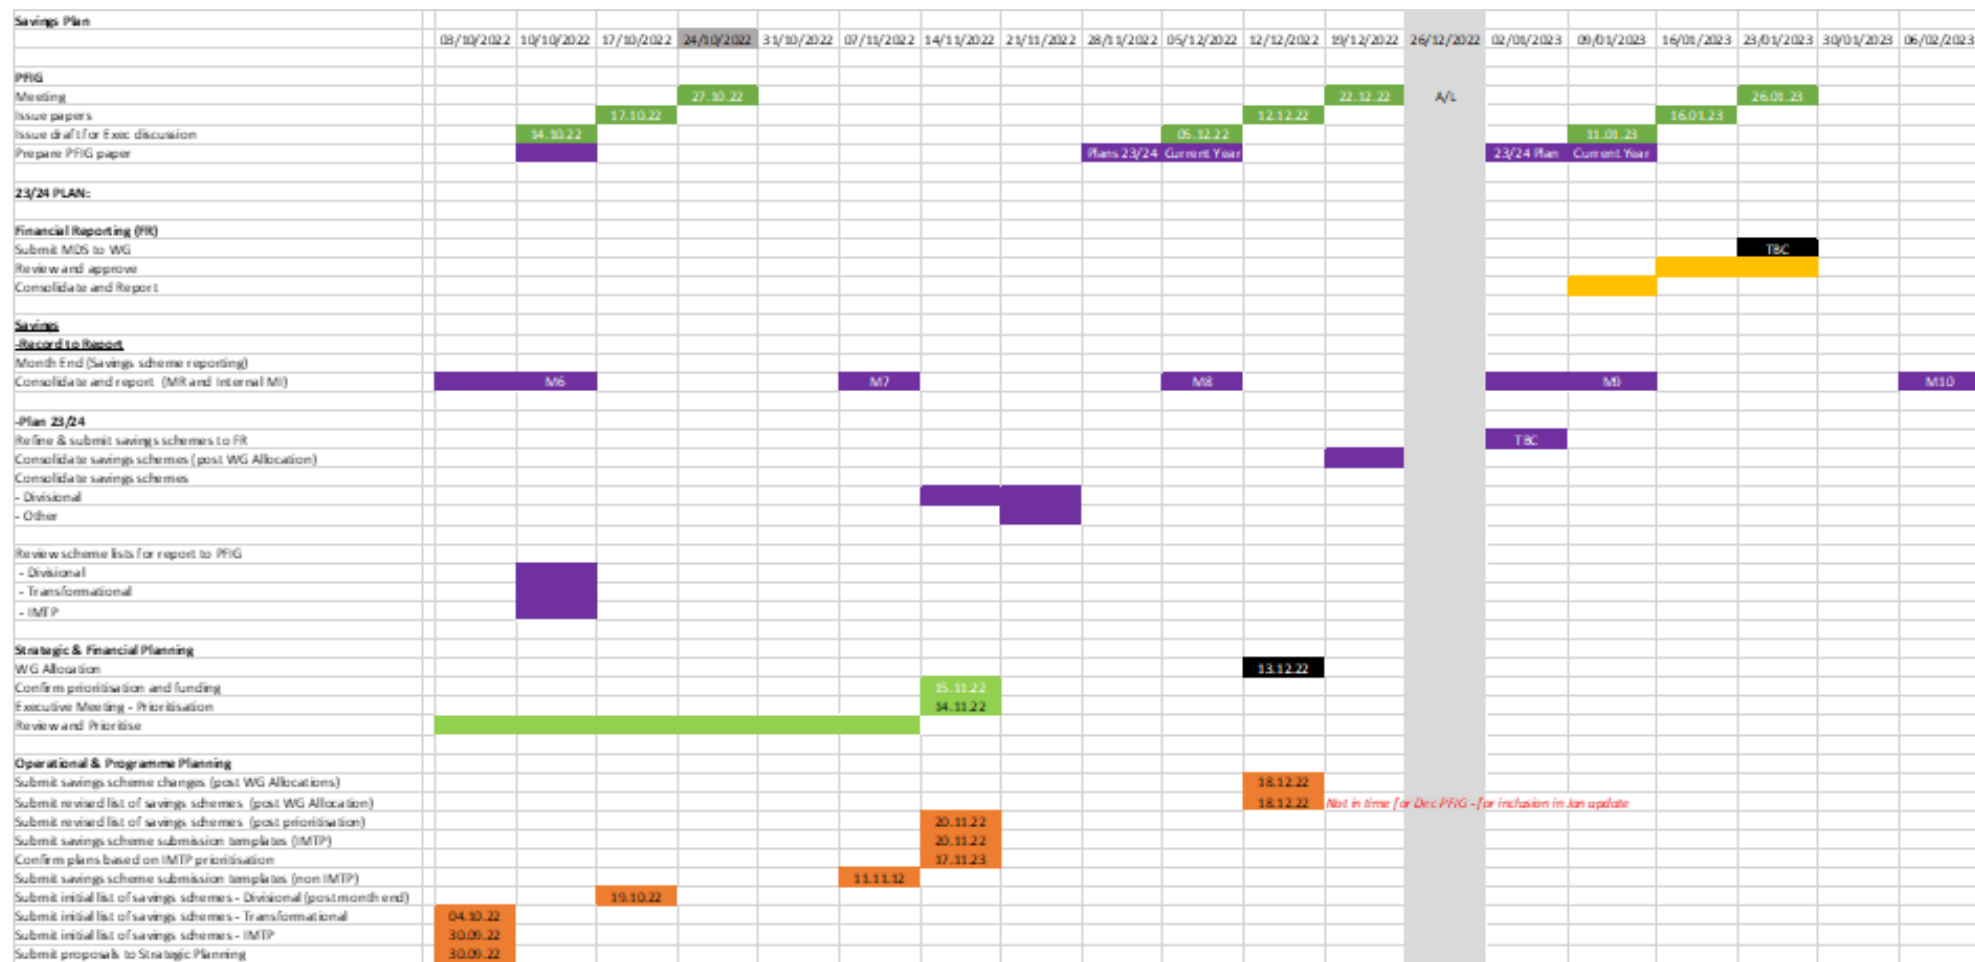 Savings Plan
03/10/2022 10/10/2022 17/10/2022 24/10/2022 31/10/2022 07/11/2022 14/11/2022 21/11/2022 28/11/2022 05/12/2022 12/12/2022 19/12/2022 26/12/2022 02/01/2023 09/01/2023 16/01/2023 23/01/2023 30/01/2023 06/02/2023
PFIG
Meeting 27.10.22 22.12.22 A/L 26.01.23
Issue papers 17.10.22 12.12.22 16.01.23
Issue draft for Exec discussion 14.10.22 05.12.22 11.01.23
Prepare PFIG paper Plans 23/24 Current Year 23/24 Plan Current Year
23/24 PLAN:
Financial Reporting (FR)
Submit MDS to WG TBC
Review and approve
Consolidate and Report
Savings
-Record to Report
Month End (Savings scheme reporting)
Consolidate and report (MR and Internal MI) M6 M7 M8 M9 M10
-Plan 23/24
Refine & submit savings schemes to FR TBC
Consolidate savings schemes (post WG Allocation)
Consolidate savings schemes
- Divisional
- Other
Review scheme lists for report to PFIG
- Divisional
- Transformational
- IMTP
Strategic & Financial Planning
WG Allocation 13.12.22
Confirm prioritisation and funding 15.11.22
Executive Meeting - Prioritisation 14.11.22
Review and Prioritise
Operational & Programme Planning
Submit savings scheme changes (post WG Allocations) 18.12.22
Submit revised list of savings schemes (post WG Allocation) 18.12.22 Not in time for Dec PFIG - for inclusion in Jan update
Submit revised list of savings schemes (post prioritisation) 20.11.22
Submit savings scheme submission templates (IMTP) 20.11.22
Confirm plans based on IMTP prioritisation 17.11.23
Submit savings scheme submission templates (non IMTP) 11.11.12
Submit initial list of savings schemes - Divisional (post month end) 19.10.22
Submit initial list of savings schemes - Transformational 04.10.22
Submit initial list of savings schemes - IMTP 30.09.22
Submit proposals to Strategic Planning 30.09.22